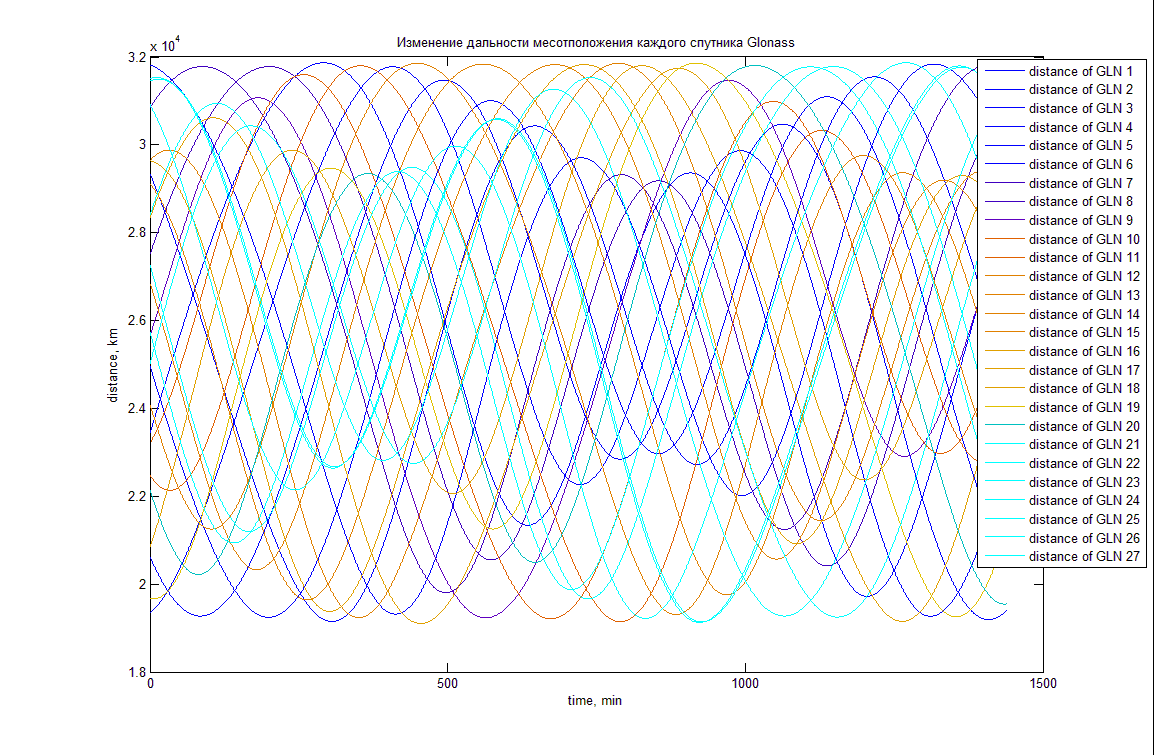 Изменение дальности месотположения каждого спутника Glonass
x 10^4
3.2
3
2.8
2.6
2.4
2.2
2
1.8
distance, km
0 500 1000 1500
time, min
distance of GLN 1
distance of GLN 2
distance of GLN 3
distance of GLN 4
distance of GLN 5
distance of GLN 6
distance of GLN 7
distance of GLN 8
distance of GLN 9
distance of GLN 10
distance of GLN 11
distance of GLN 12
distance of GLN 13
distance of GLN 14
distance of GLN 15
distance of GLN 16
distance of GLN 17
distance of GLN 18
distance of GLN 19
distance of GLN 20
distance of GLN 21
distance of GLN 22
distance of GLN 23
distance of GLN 24
distance of GLN 25
distance of GLN 26
distance of GLN 27